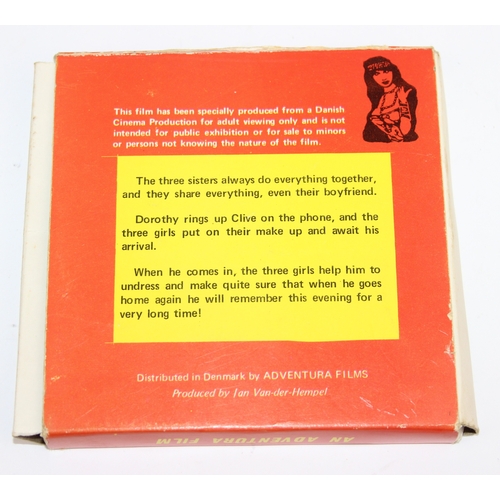 This film has been specially produced from a Danish
Cinema Production for adult viewing only and is not
intended for public exhibition or for sale to minors
or persons not knowing the nature of the film.
The three sisters always do everything together,
and they share everything, even their boyfriend.
Dorothy rings up Clive on the phone, and the
three girls put on their make up and await his
arrival.
When he comes in, the three girls help him to
undress and make quite sure that when he goes
home again he will remember this evening for a
very long time!
Distributed in Denmark by ADVENTURA FILMS
Produced by Jan Van-der-Hempel
AN ADVENTURA FILM